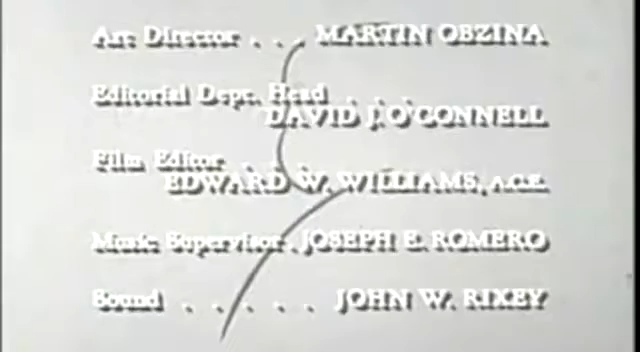 Art Director . . . MARTIN OBZINA
Editorial Dept. Head . . .
DAVID J. O'CONNELL
Film Editor . . .
EDWARD W. WILLIAMS, A.C.E.
Music Supervisor . JOSEPH E. ROMERO
Sound . . . . . JOHN W. RIXEY